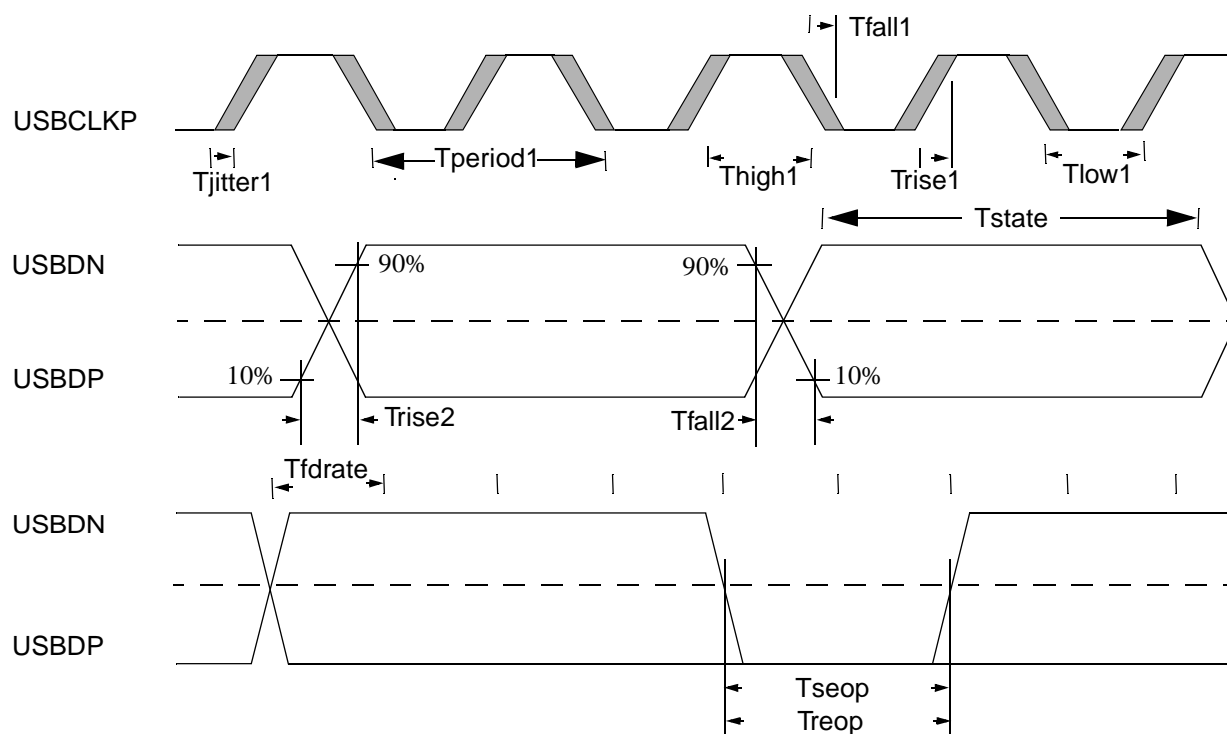 Tfall1
USBCLKP
Tjitter1
Tperiod1
Thigh1
Trise1
Tlow1
Tstate
USBDN
90%
90%
USBDP
10%
10%
Trise2
Tfall2
Tfdrate
USBDN
USBDP
Tseop
Treop